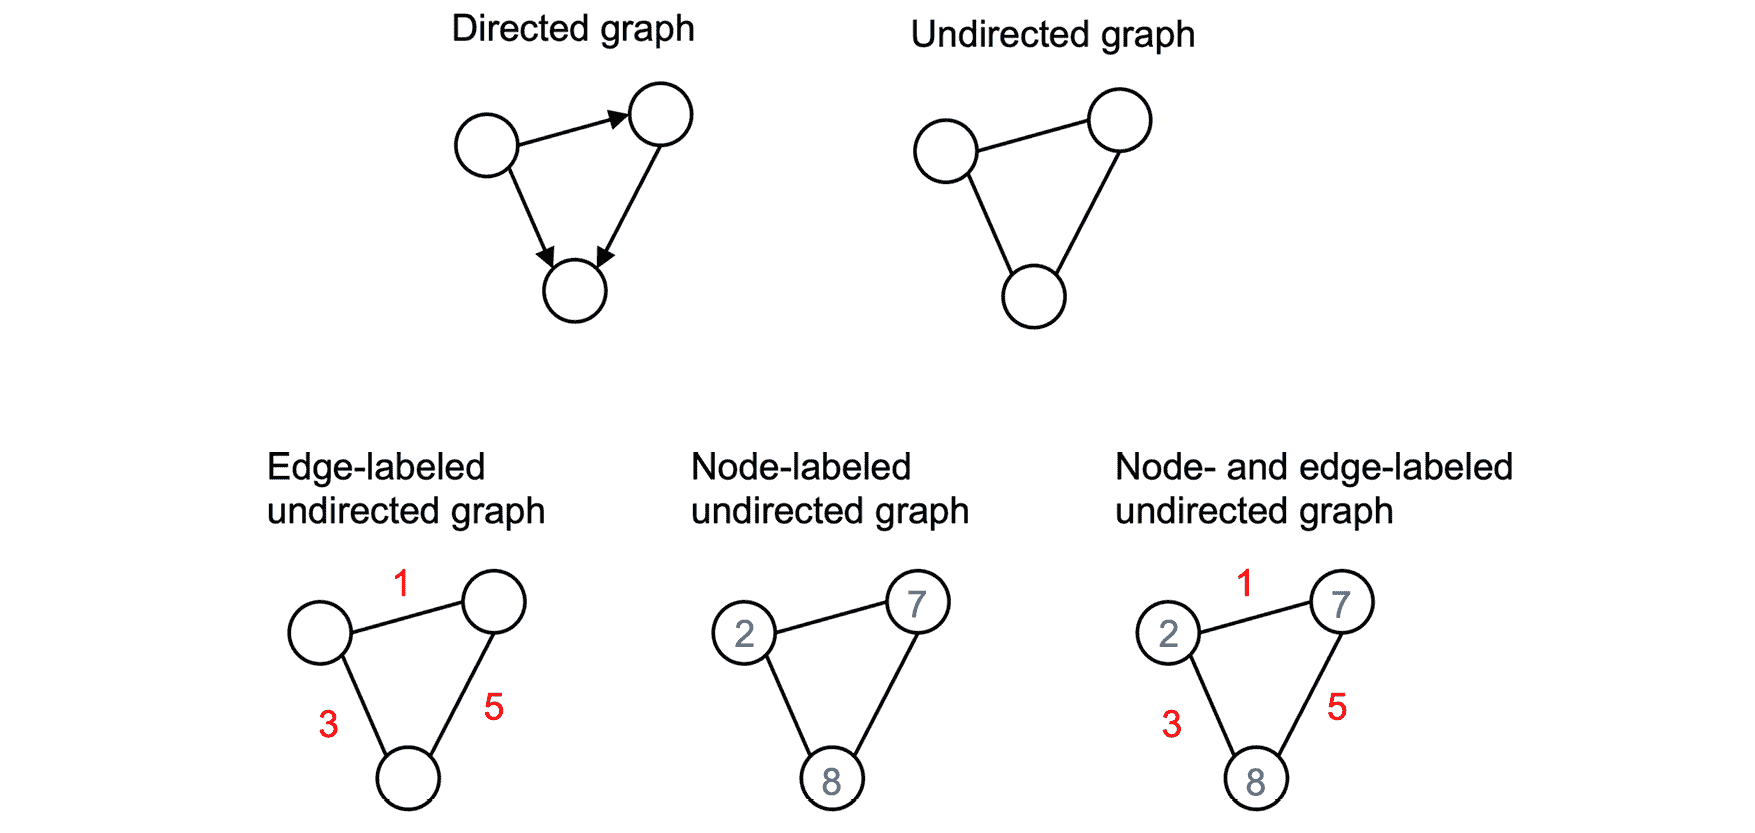 Directed graph
Undirected graph
Edge-labeled
undirected graph
1
3
5
Node-labeled
undirected graph
2
7
8
Node- and edge-labeled
undirected graph
1
2
7
3
5
8